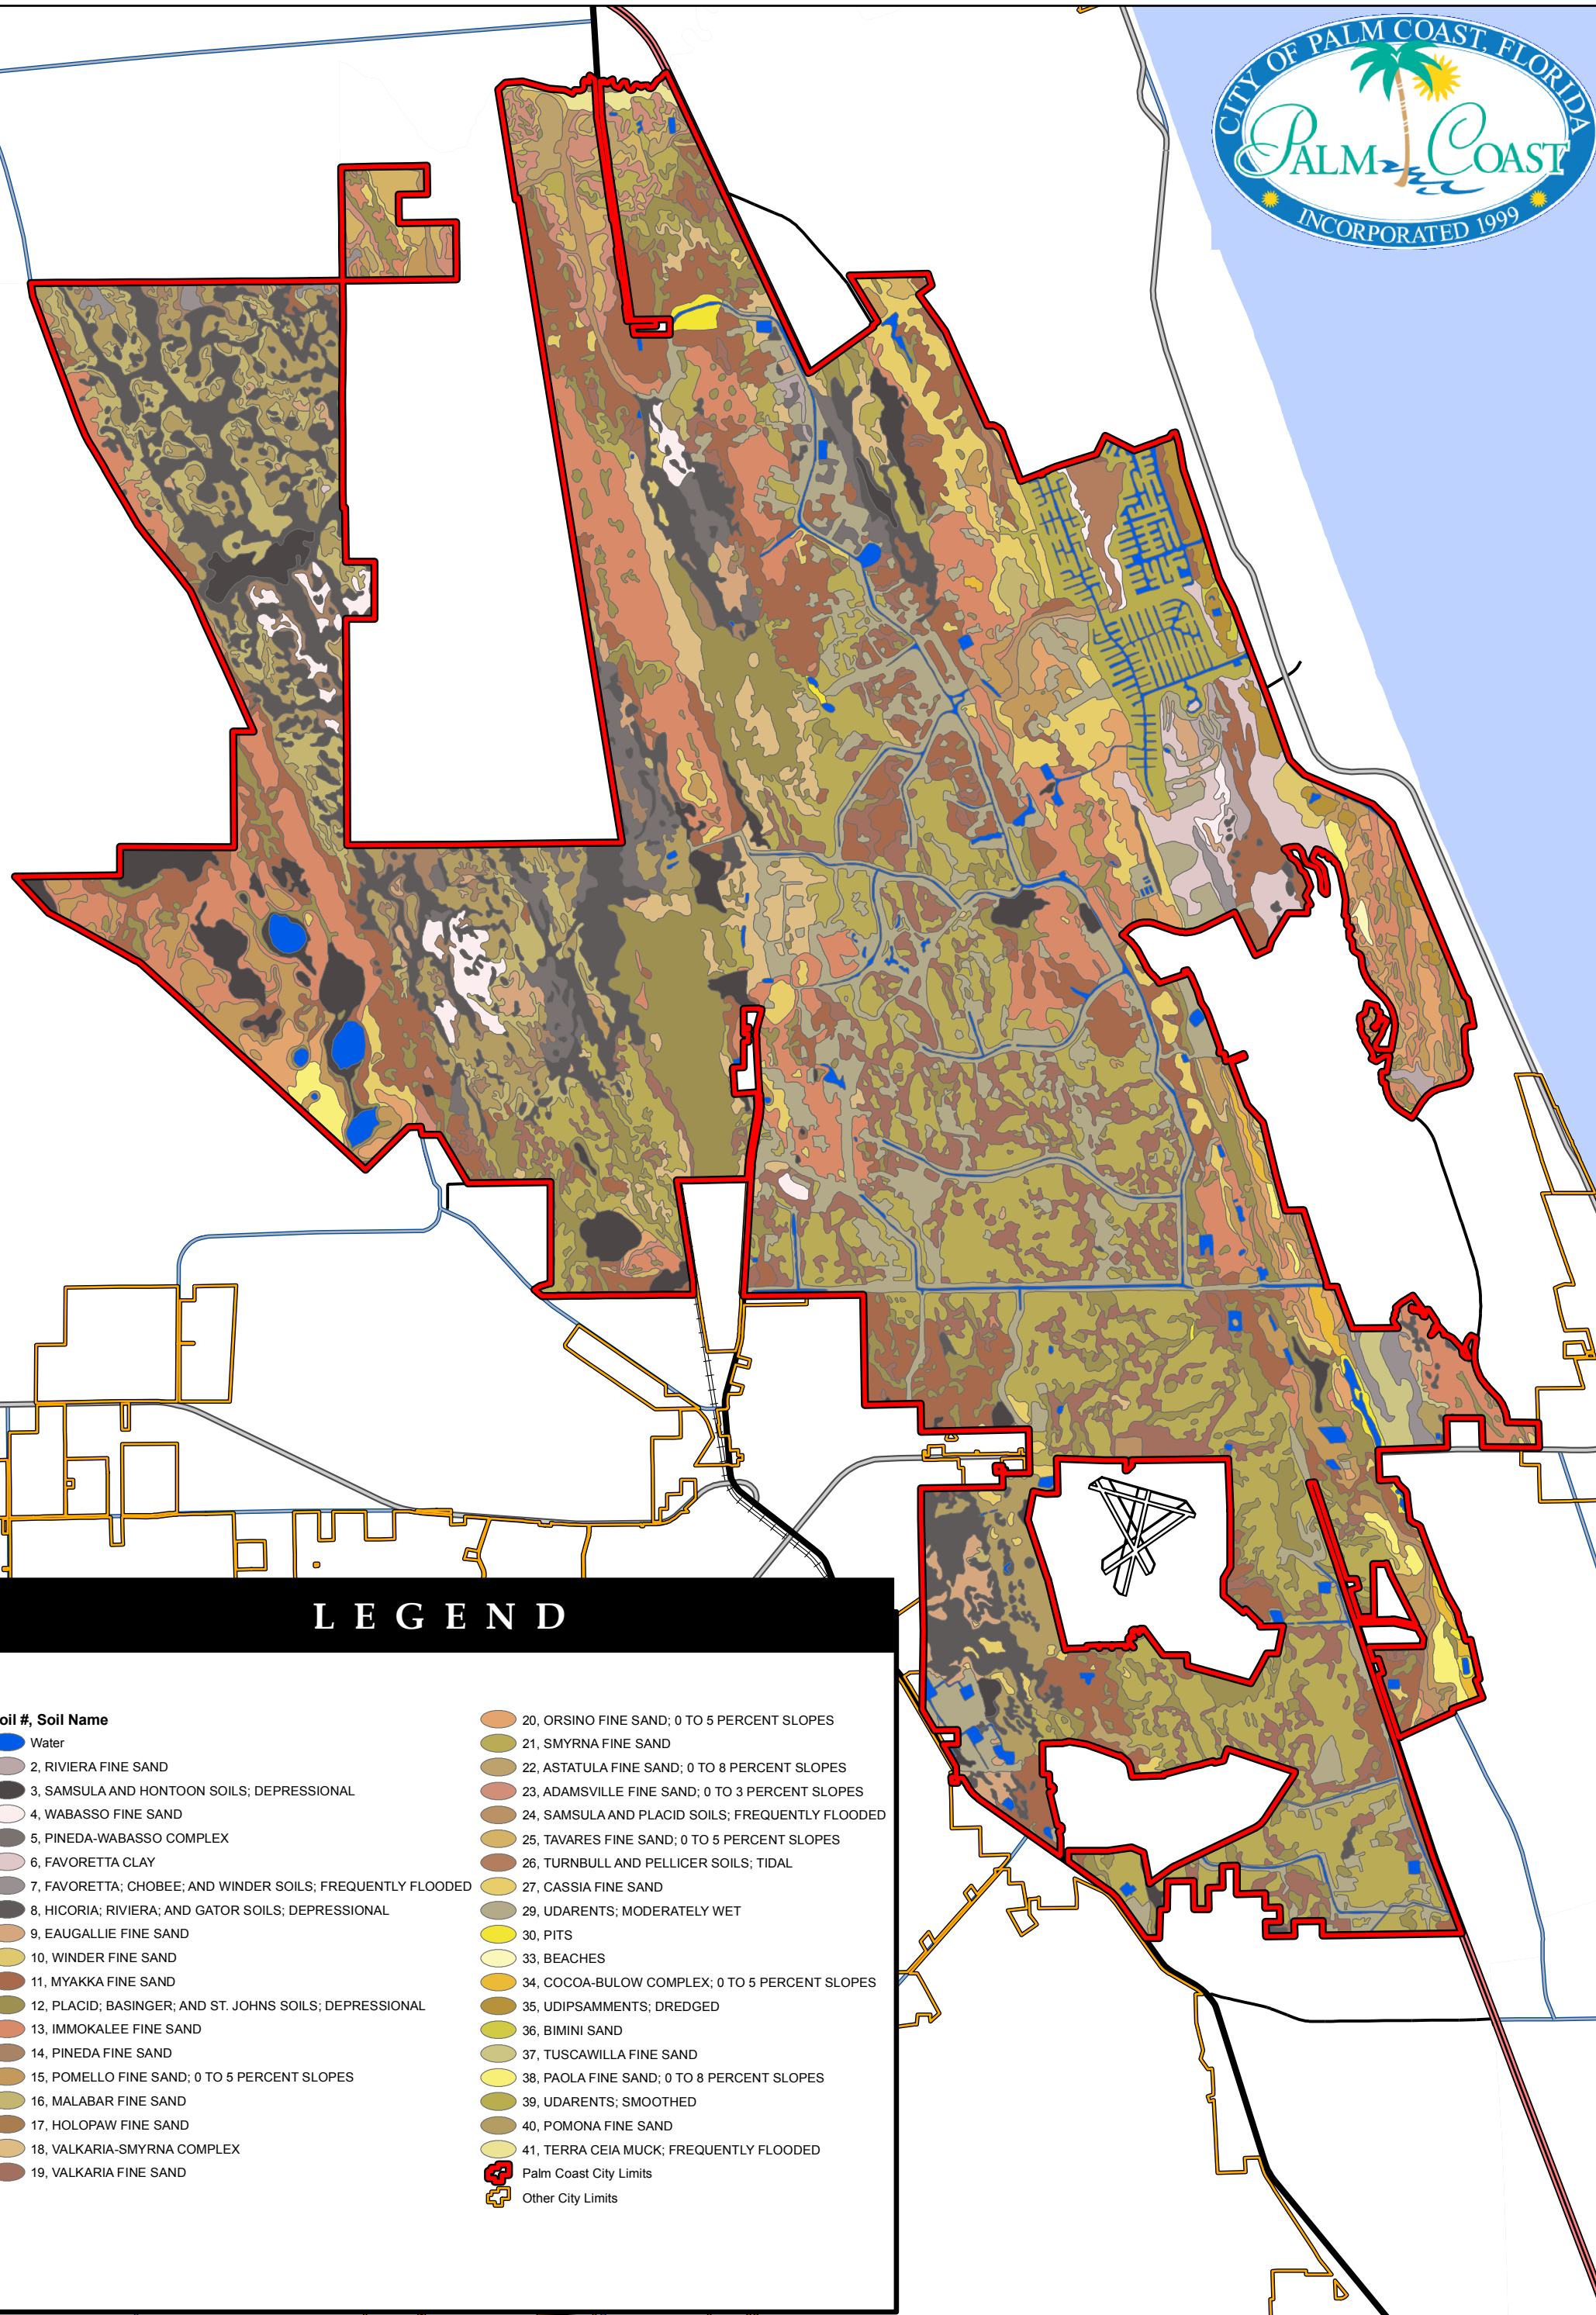 CITY OF PALM COAST, FLORIDA
PALM COAST
INCORPORATED 1999
LEGEND
oil #, Soil Name
Water
2, RIVIERA FINE SAND
3, SAMSULA AND HONTOON SOILS; DEPRESSIONAL
4, WABASSO FINE SAND
5, PINEDA-WABASSO COMPLEX
6, FAVORETTA CLAY
7, FAVORETTA; CHOBEE; AND WINDER SOILS; FREQUENTLY FLOODED
8, HICORIA; RIVIERA; AND GATOR SOILS; DEPRESSIONAL
9, EAUGALLIE FINE SAND
10, WINDER FINE SAND
11, MYAKKA FINE SAND
12, PLACID; BASINGER; AND ST. JOHNS SOILS; DEPRESSIONAL
13, IMMOKALEE FINE SAND
14, PINEDA FINE SAND
15, POMELLO FINE SAND; 0 TO 5 PERCENT SLOPES
16, MALABAR FINE SAND
17, HOLOPAW FINE SAND
18, VALKARIA-SMYRNA COMPLEX
19, VALKARIA FINE SAND
20, ORSINO FINE SAND; 0 TO 5 PERCENT SLOPES
21, SMYRNA FINE SAND
22, ASTATULA FINE SAND; 0 TO 8 PERCENT SLOPES
23, ADAMSVILLE FINE SAND; 0 TO 3 PERCENT SLOPES
24, SAMSULA AND PLACID SOILS; FREQUENTLY FLOODED
25, TAVARES FINE SAND; 0 TO 5 PERCENT SLOPES
26, TURNBULL AND PELLICER SOILS; TIDAL
27, CASSIA FINE SAND
29, UDARENTS; MODERATELY WET
30, PITS
33, BEACHES
34, COCOA-BULOW COMPLEX; 0 TO 5 PERCENT SLOPES
35, UDIPSAMMENTS; DREDGED
36, BIMINI SAND
37, TUSCAWILLA FINE SAND
38, PAOLA FINE SAND; 0 TO 8 PERCENT SLOPES
39, UDARENTS; SMOOTHED
40, POMONA FINE SAND
41, TERRA CEIA MUCK; FREQUENTLY FLOODED
Palm Coast City Limits
Other City Limits